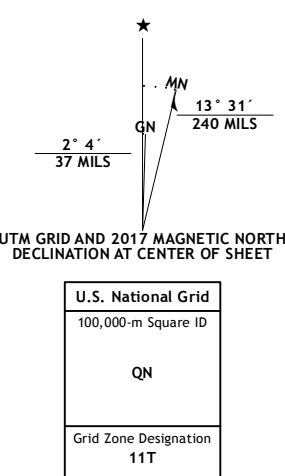 ★
MN
13° 31´
240 MILS
GN
2° 4´
37 MILS
UTM GRID AND 2017 MAGNETIC NORTH
DECLINATION AT CENTER OF SHEET
U.S. National Grid
100,000-m Square ID
QN
Grid Zone Designation
11T